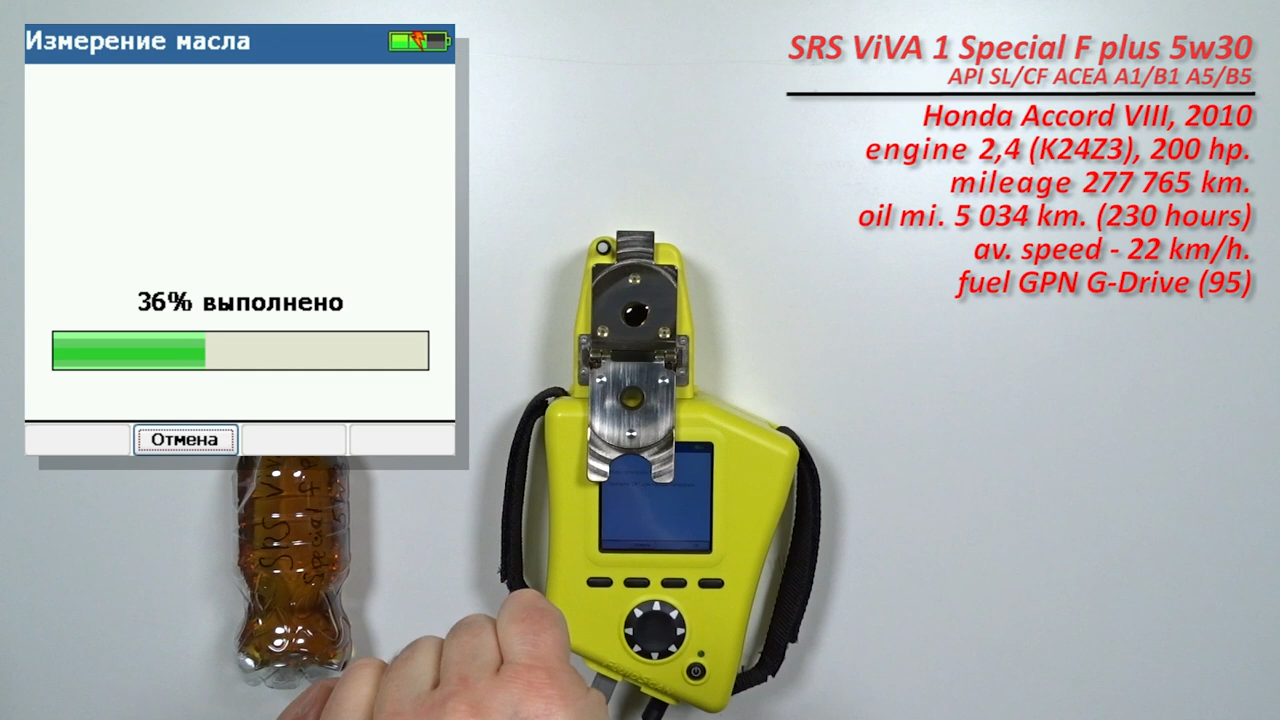 Измерение масла
36% выполнено
Отмена
SRS ViVA 1 Special F plus 5w30
API SL/CF ACEA A1/B1 A5/B5
Honda Accord VIII, 2010
engine 2,4 (K24Z3), 200 hp.
mileage 277 765 km.
oil mi. 5 034 km. (230 hours)
av. speed - 22 km/h.
fuel GPN G-Drive (95)
SRS
Special F